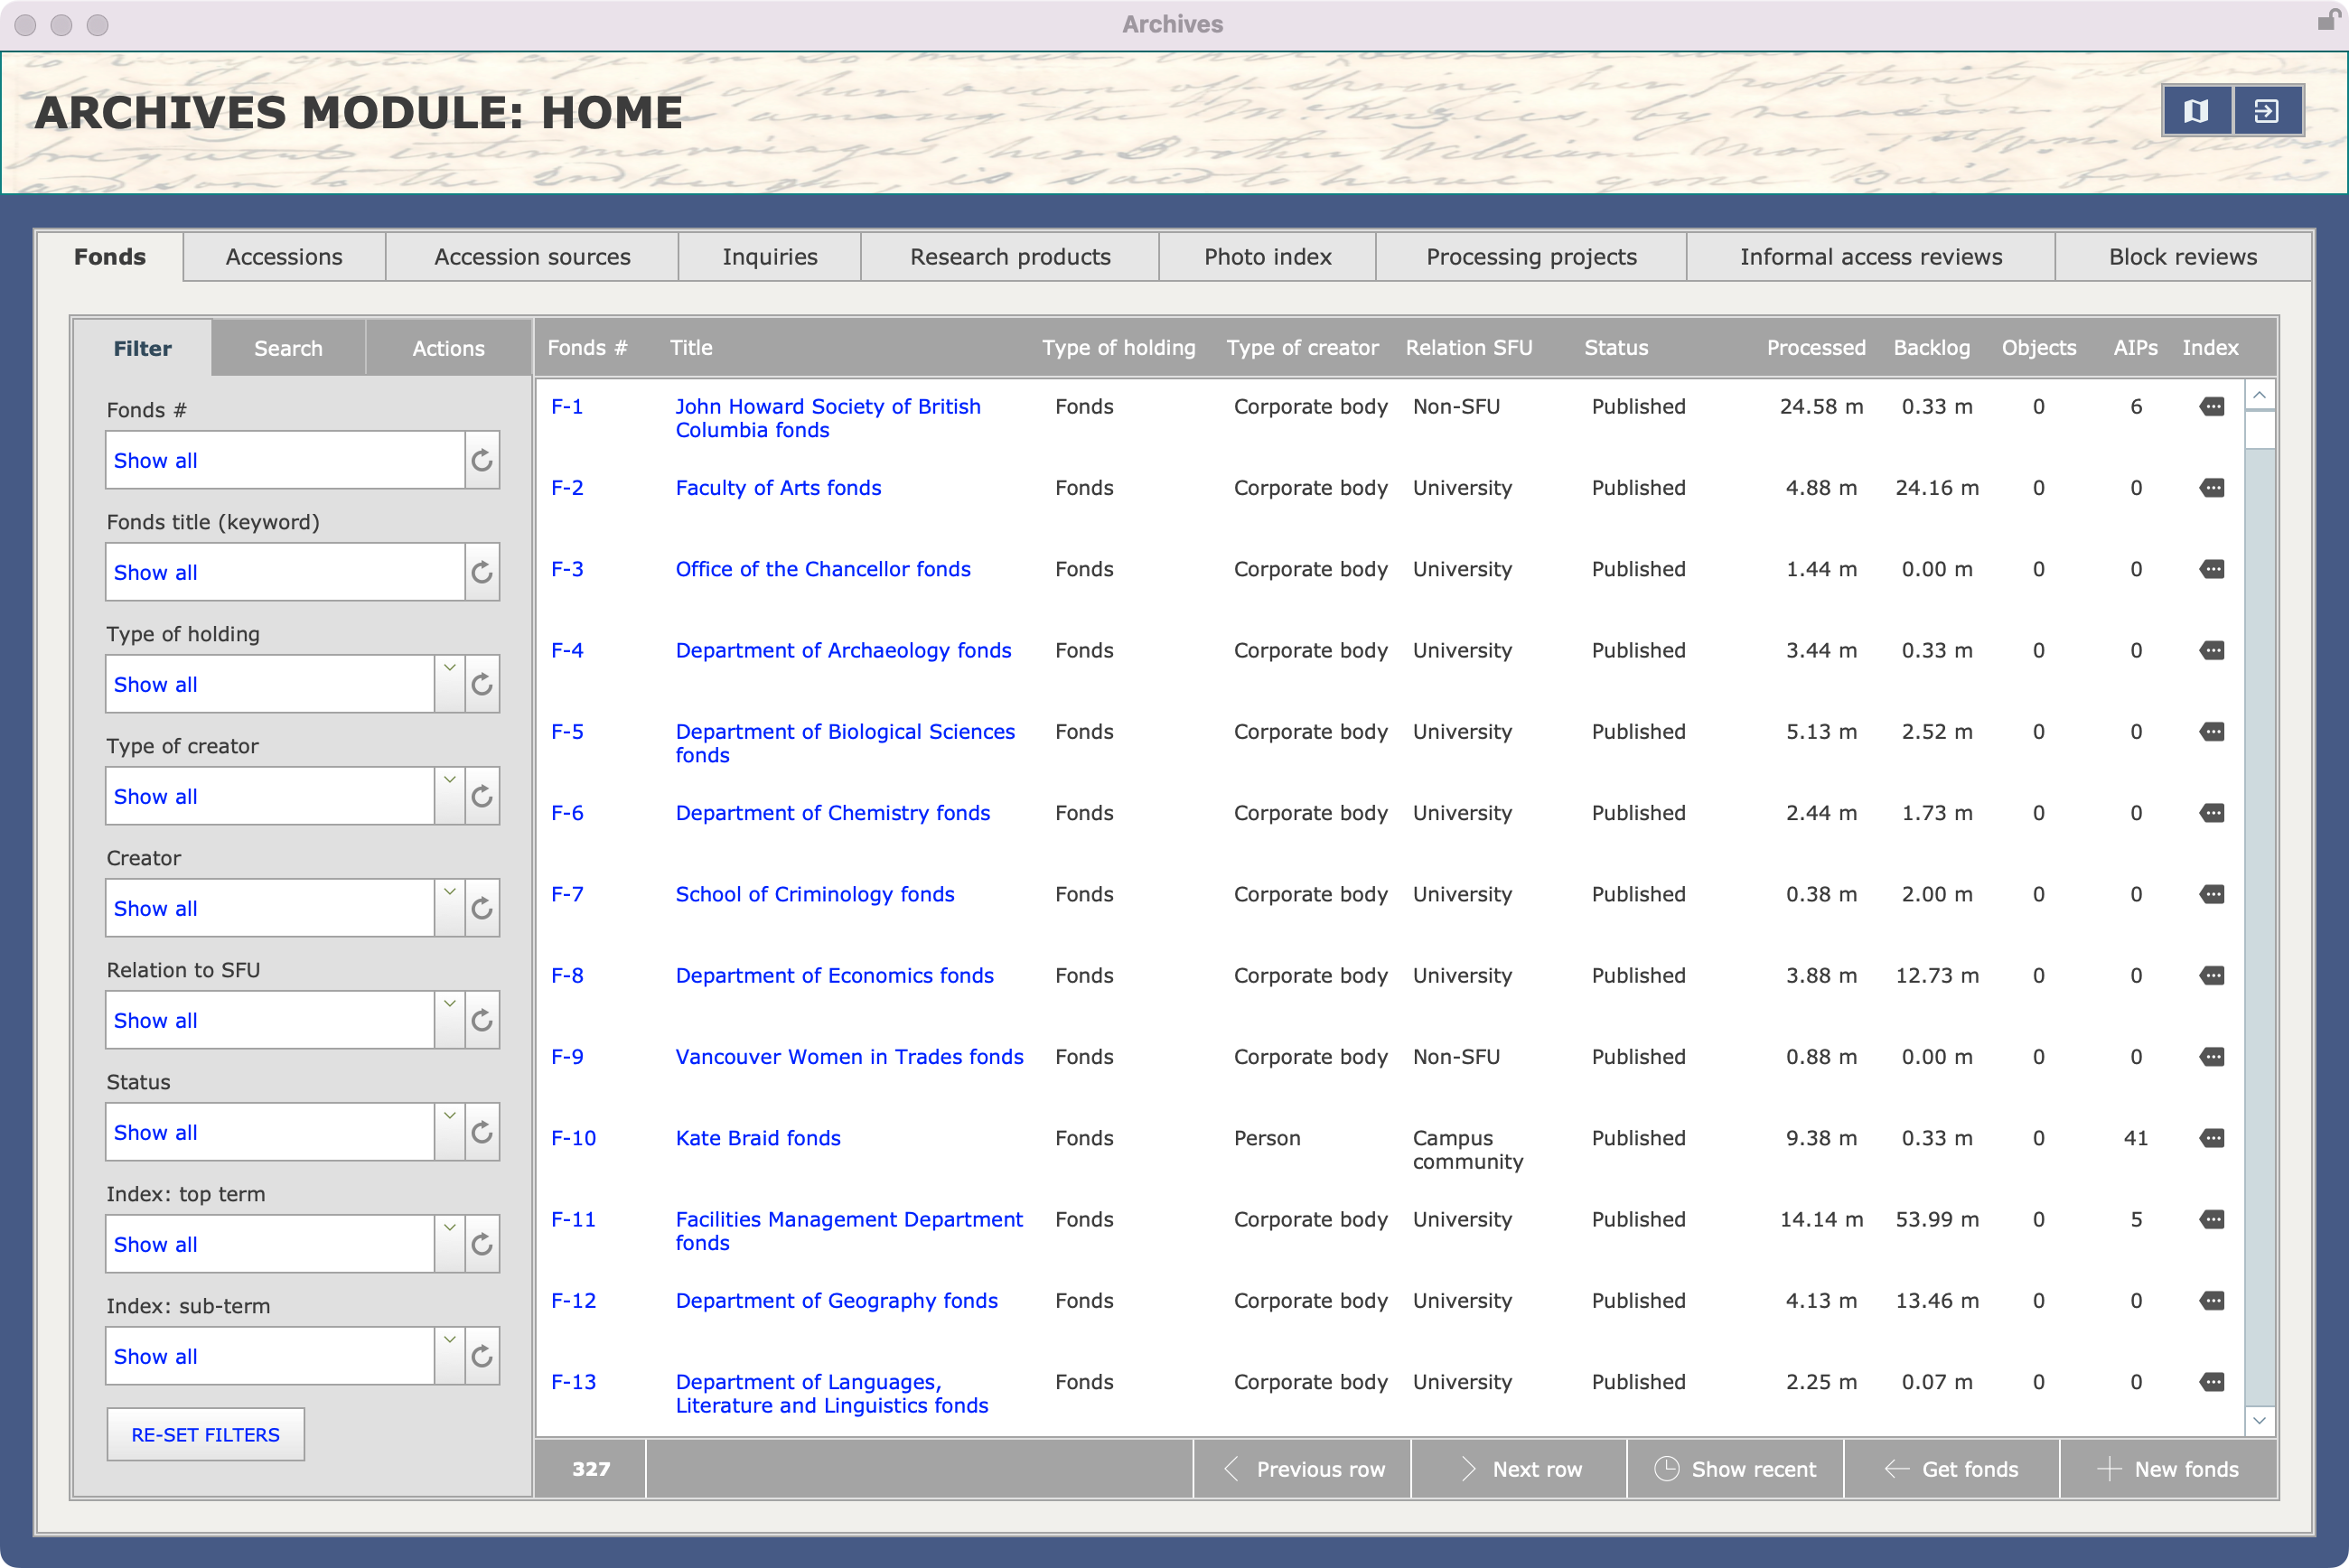 Archives
ARCHIVES MODULE: HOME
Fonds Accessions Accession sources Inquiries Research products Photo index Processing projects Informal access reviews Block reviews
Filter Search Actions
Fonds #
Show all
Fonds title (keyword)
Show all
Type of holding
Show all
Type of creator
Show all
Creator
Show all
Relation to SFU
Show all
Status
Show all
Index: top term
Show all
Index: sub-term
Show all
RE-SET FILTERS
Fonds # Title Type of holding Type of creator Relation SFU Status Processed Backlog Objects AIPs Index
F-1 John Howard Society of British Fonds Corporate body Non-SFU Published 24.58 m 0.33 m 0 6
Columbia fonds
F-2 Faculty of Arts fonds Fonds Corporate body University Published 4.88 m 24.16 m 0 0
F-3 Office of the Chancellor fonds Fonds Corporate body University Published 1.44 m 0.00 m 0 0
F-4 Department of Archaeology fonds Fonds Corporate body University Published 3.44 m 0.33 m 0 0
F-5 Department of Biological Sciences Fonds Corporate body University Published 5.13 m 2.52 m 0 0
fonds
F-6 Department of Chemistry fonds Fonds Corporate body University Published 2.44 m 1.73 m 0 0
F-7 School of Criminology fonds Fonds Corporate body University Published 0.38 m 2.00 m 0 0
F-8 Department of Economics fonds Fonds Corporate body University Published 3.88 m 12.73 m 0 0
F-9 Vancouver Women in Trades fonds Fonds Corporate body Non-SFU Published 0.88 m 0.00 m 0 0
F-10 Kate Braid fonds Fonds Person Campus Published 9.38 m 0.33 m 0 41
community
F-11 Facilities Management Department Fonds Corporate body University Published 14.14 m 53.99 m 0 5
fonds
F-12 Department of Geography fonds Fonds Corporate body University Published 4.13 m 13.46 m 0 0
F-13 Department of Languages, Fonds Corporate body University Published 2.25 m 0.07 m 0 0
Literature and Linguistics fonds
327 Previous row Next row Show recent Get fonds New fonds